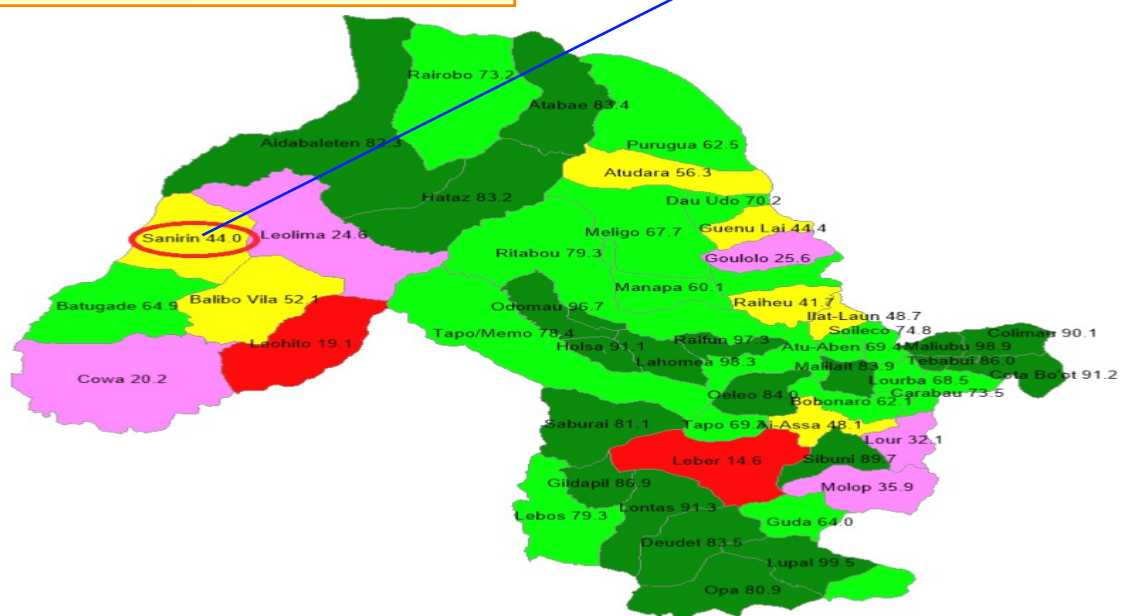 Rairobo 73.2
Atabae 83.4
Aidabaleten 82.3
Purugua 62.5
Atudara 56.3
Hataz 83.2
Dau Udo 70.2
Guenu Lai 44.4
Meligo 67.7
Leolima 24.6
Sanirin 44.0
Ritabou 79.3
Goulolo 25.6
Manapa 60.1
Batugade 64.9
Balibo Vila 52.1
Odomau 96.7
Raiheu 41.7
Ilat-Laun 48.7
Soileco 74.8
Coliman 90.1
Tapo/Memo 78.4
Raifun 97.3
Leohito 19.1
Holsa 91.1
Atu-Aben 69.4
Maliubu 98.9
Lahomea 98.3
Malilait 83.9
Tebabui 86.0
Cowa 20.2
Lourba 68.5
Cota Bo'ot 91.2
Oeleo 84.0
Carabau 73.5
Bobonaro 62.1
Saburai 81.1
Ai-Assa 48.1
Lour 32.1
Leber 14.6
Sibuni 89.7
Gildapil 86.9
Molop 35.9
Lontas 91.3
Lebos 79.3
Guda 64.0
Deudet 83.5
Lupal 99.5
Opa 80.9